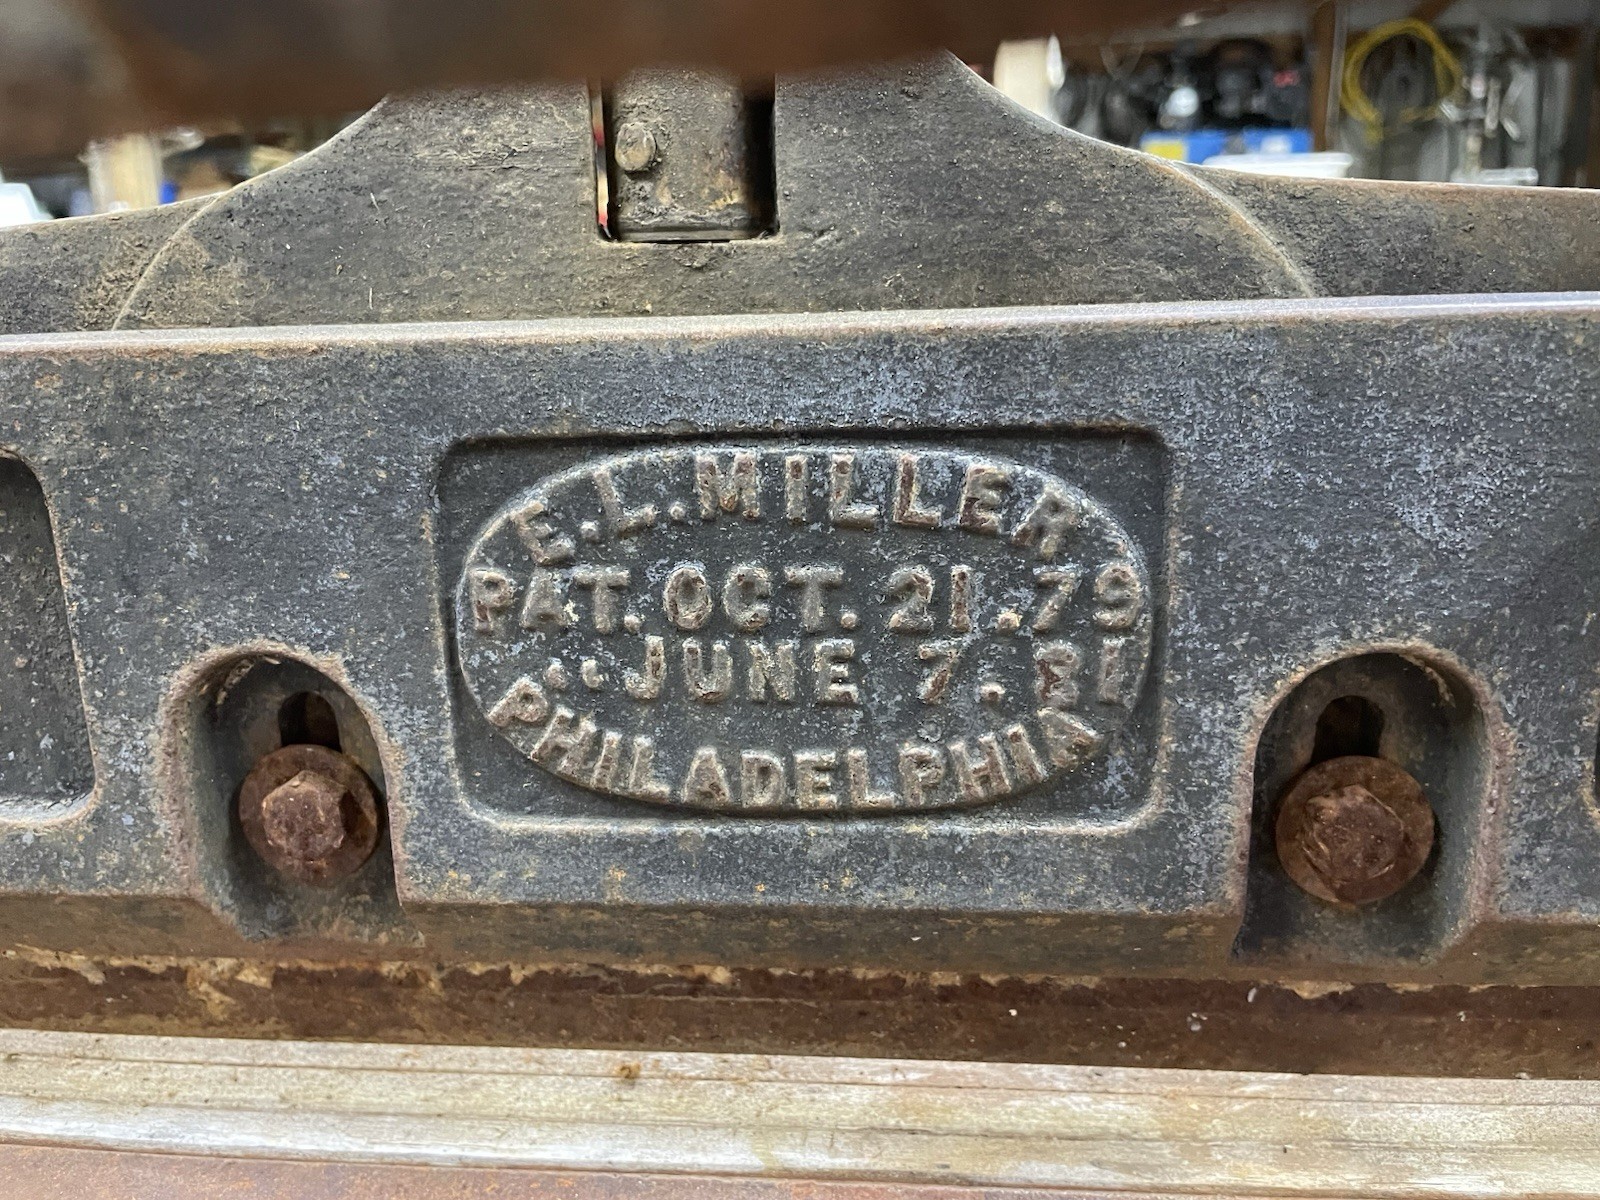 E.L.MILLER
PAT.OCT. 21.79
" JUNE 7. 81
PHILADELPHIA